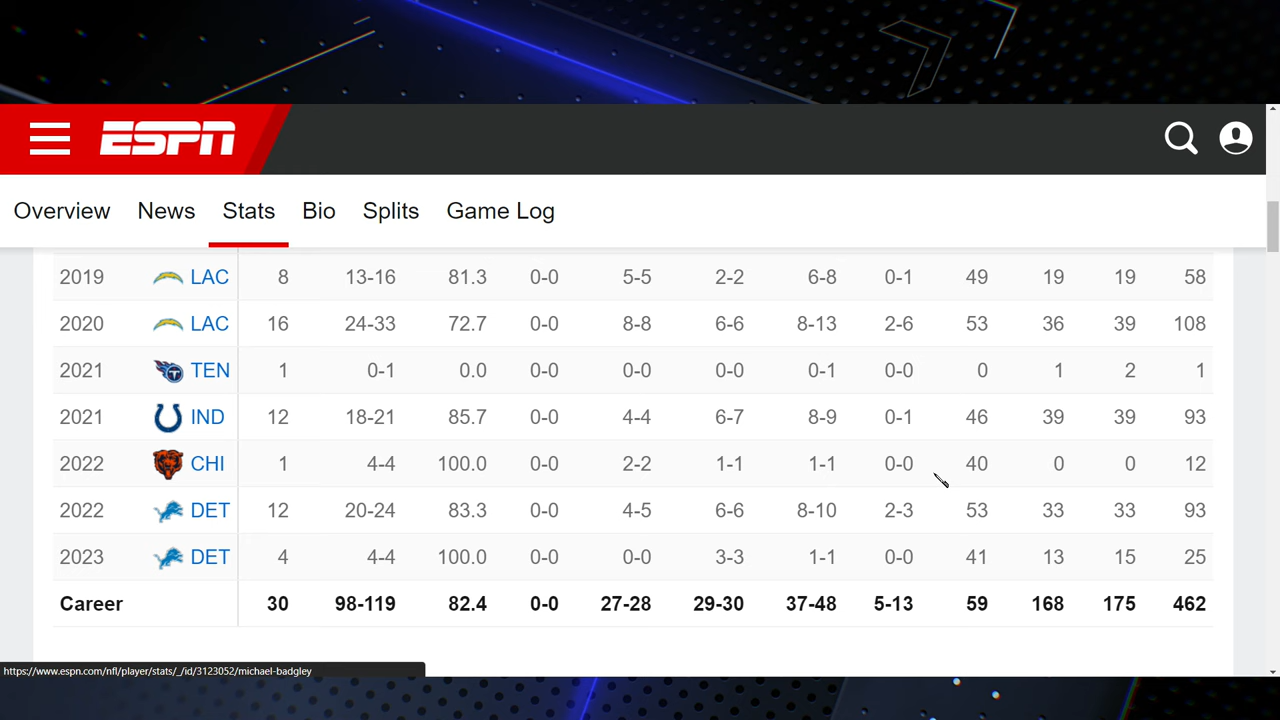 ESPN
Overview News Stats Bio Splits Game Log
2019 LAC 8 13-16 81.3 0-0 5-5 2-2 6-8 0-1 49 19 19 58
2020 LAC 16 24-33 72.7 0-0 8-8 6-6 8-13 2-6 53 36 39 108
2021 TEN 1 0-1 0.0 0-0 0-0 0-0 0-1 0-0 0 1 2 1
2021 IND 12 18-21 85.7 0-0 4-4 6-7 8-9 0-1 46 39 39 93
2022 CHI 1 4-4 100.0 0-0 2-2 1-1 1-1 0-0 40 0 0 12
2022 DET 12 20-24 83.3 0-0 4-5 6-6 8-10 2-3 53 33 33 93
2023 DET 4 4-4 100.0 0-0 0-0 3-3 1-1 0-0 41 13 15 25
Career 30 98-119 82.4 0-0 27-28 29-30 37-48 5-13 59 168 175 462
https://www.espn.com/nfl/player/stats/_/id/3123052/michael-badgley